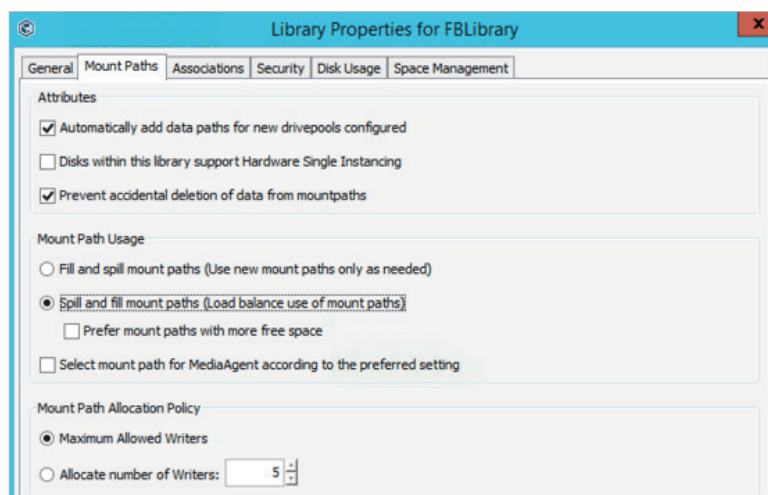 Library Properties for FBLibrary
x
General Mount Paths Associations Security Disk Usage Space Management
Attributes
Automatically add data paths for new drivepools configured
Disks within this library support Hardware Single Instancing
Prevent accidental deletion of data from mountpaths
Mount Path Usage
Fill and spill mount paths (Use new mount paths only as needed)
Spill and fill mount paths (Load balance use of mount paths)
Prefer mount paths with more free space
Select mount path for MediaAgent according to the preferred setting
Mount Path Allocation Policy
Maximum Allowed Writers
Allocate number of Writers: 5